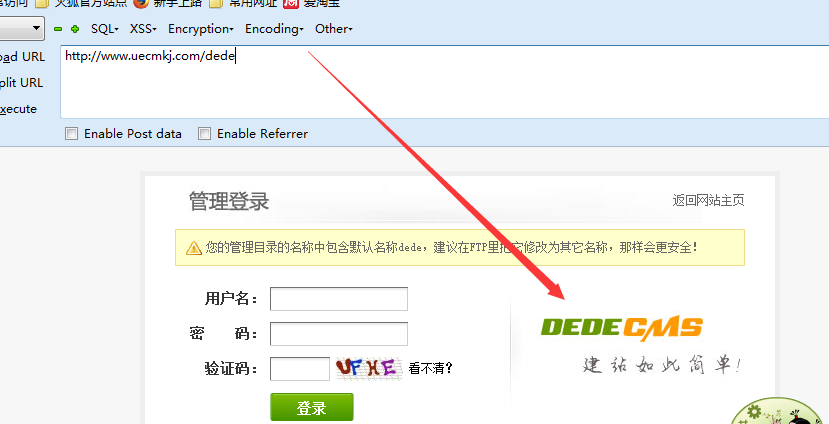 常访问 火狐官方站点 新手上路 常用网址 爱淘宝
SQL XSS Encryption Encoding Other
oad URL http://www.uecmkj.com/dede
plit URL
xecute
Enable Post data Enable Referrer
管理登录 返回网站主页
您的管理目录的名称中包含默认名称dede，建议在FTP里把它修改为其它名称，那样会更安全！
用户名：
密 码：
验证码： UFHE 看不清？
登录
DEDECMS
建站如此简单！